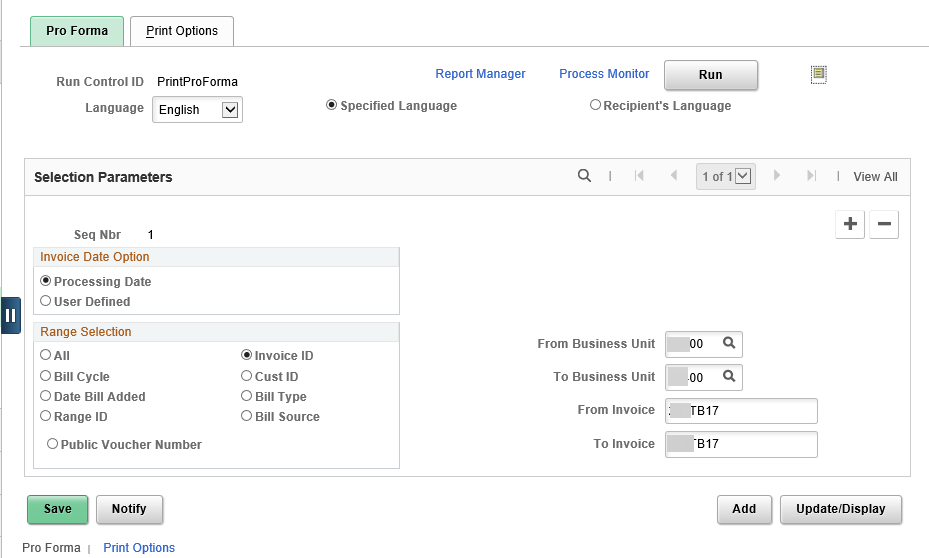 Pro Forma Print Options
Run Control ID PrintProForma Report Manager Process Monitor Run
Language English Specified Language Recipient's Language
Selection Parameters 1 of 1 View All
Seq Nbr 1
Invoice Date Option
Processing Date
User Defined
Range Selection
All Invoice ID
Bill Cycle Cust ID
Date Bill Added Bill Type
Range ID Bill Source
Public Voucher Number
From Business Unit 00
To Business Unit 00
From Invoice TB17
To Invoice TB17
Save Notify Add Update/Display
Pro Forma | Print Options